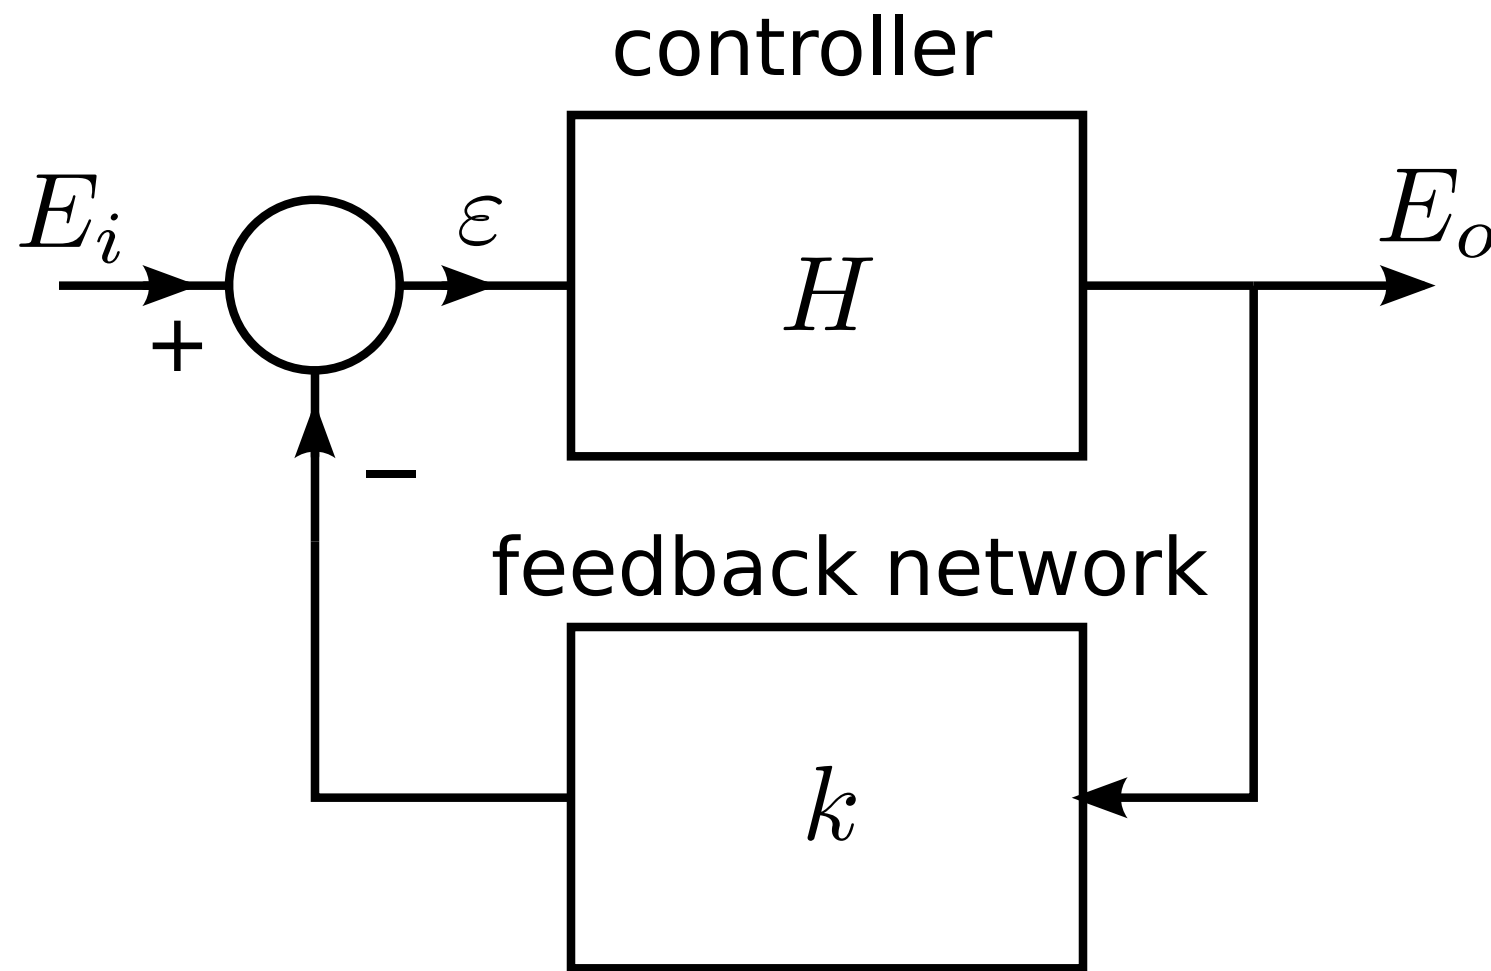 controller
E_i
ε
E_o
H
+
−
feedback network
k